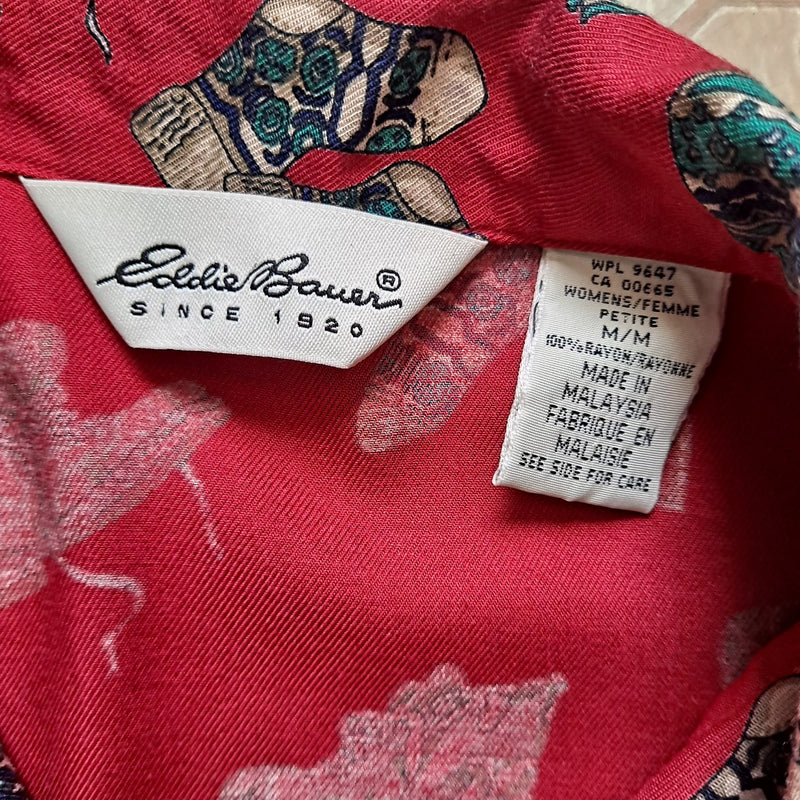 Eddie Bauer®
SINCE 1920
WPL 9647
CA 00665
WOMENS/FEMME
PETITE
M/M
100%RAYON/RAYONNE
MADE IN
MALAYSIA
FABRIQUE EN
MALAISIE
SEE SIDE FOR CARE